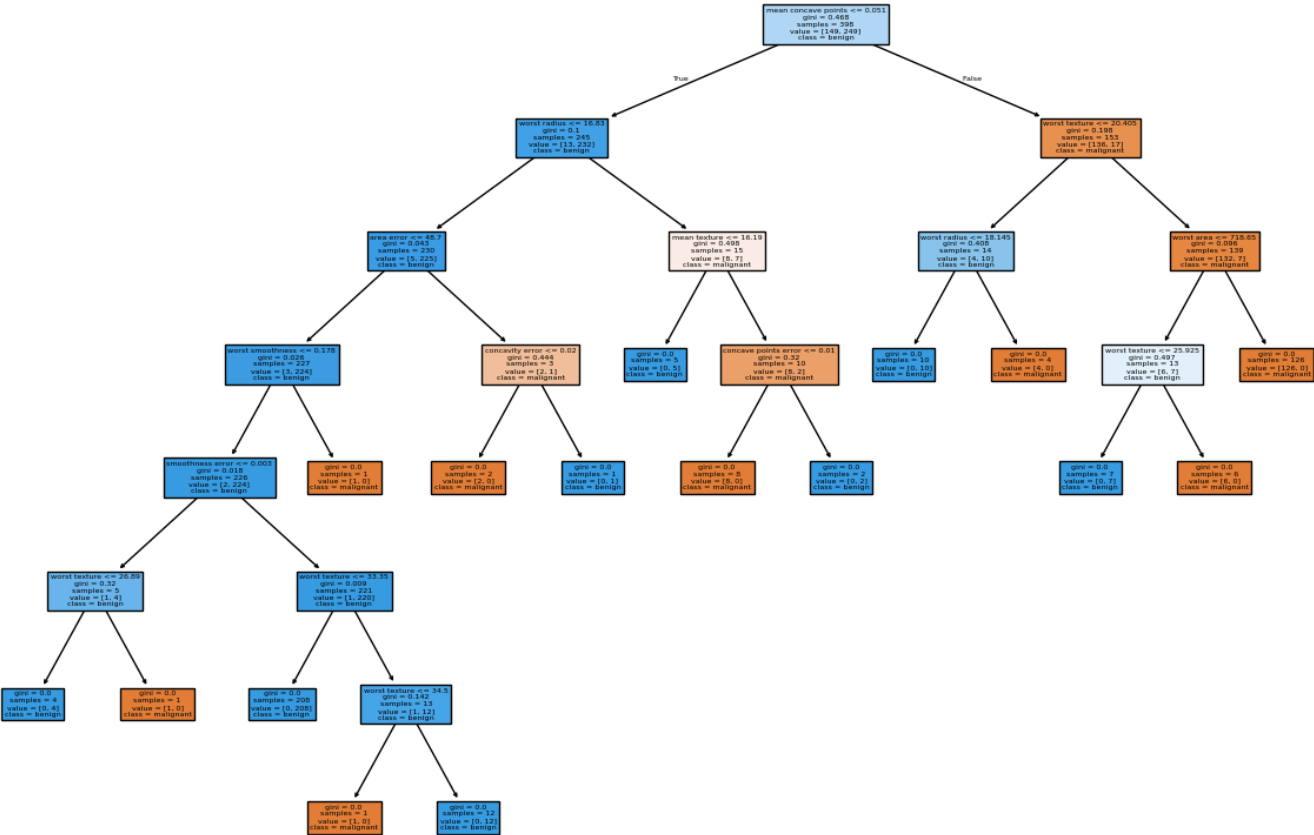 mean concave points <= 0.051
gini = 0.468
samples = 398
value = [149, 249]
class = benign
True
False
worst radius <= 16.83
gini = 0.1
samples = 245
value = [13, 232]
class = benign
worst texture <= 20.405
gini = 0.198
samples = 153
value = [136, 17]
class = malignant
area error <= 48.7
gini = 0.043
samples = 230
value = [5, 225]
class = benign
mean texture <= 16.19
gini = 0.498
samples = 15
value = [8, 7]
class = malignant
worst radius <= 18.145
gini = 0.408
samples = 14
value = [4, 10]
class = benign
worst area <= 718.65
gini = 0.096
samples = 139
value = [132, 7]
class = malignant
worst smoothness <= 0.178
gini = 0.026
samples = 227
value = [3, 224]
class = benign
concavity error <= 0.02
gini = 0.444
samples = 3
value = [2, 1]
class = malignant
gini = 0.0
samples = 5
value = [0, 5]
class = benign
concave points error <= 0.01
gini = 0.32
samples = 10
value = [8, 2]
class = malignant
gini = 0.0
samples = 10
value = [0, 10]
class = benign
gini = 0.0
samples = 4
value = [4, 0]
class = malignant
worst texture <= 25.925
gini = 0.497
samples = 13
value = [6, 7]
class = benign
gini = 0.0
samples = 126
value = [126, 0]
class = malignant
smoothness error <= 0.003
gini = 0.018
samples = 226
value = [2, 224]
class = benign
gini = 0.0
samples = 1
value = [1, 0]
class = malignant
gini = 0.0
samples = 2
value = [2, 0]
class = malignant
gini = 0.0
samples = 1
value = [0, 1]
class = benign
gini = 0.0
samples = 8
value = [8, 0]
class = malignant
gini = 0.0
samples = 2
value = [0, 2]
class = benign
gini = 0.0
samples = 7
value = [0, 7]
class = benign
gini = 0.0
samples = 6
value = [6, 0]
class = malignant
worst texture <= 26.89
gini = 0.32
samples = 5
value = [1, 4]
class = benign
worst texture <= 33.35
gini = 0.009
samples = 221
value = [1, 220]
class = benign
gini = 0.0
samples = 4
value = [0, 4]
class = benign
gini = 0.0
samples = 1
value = [1, 0]
class = malignant
gini = 0.0
samples = 208
value = [0, 208]
class = benign
worst texture <= 34.5
gini = 0.142
samples = 13
value = [1, 12]
class = benign
gini = 0.0
samples = 1
value = [1, 0]
class = malignant
gini = 0.0
samples = 12
value = [0, 12]
class = benign